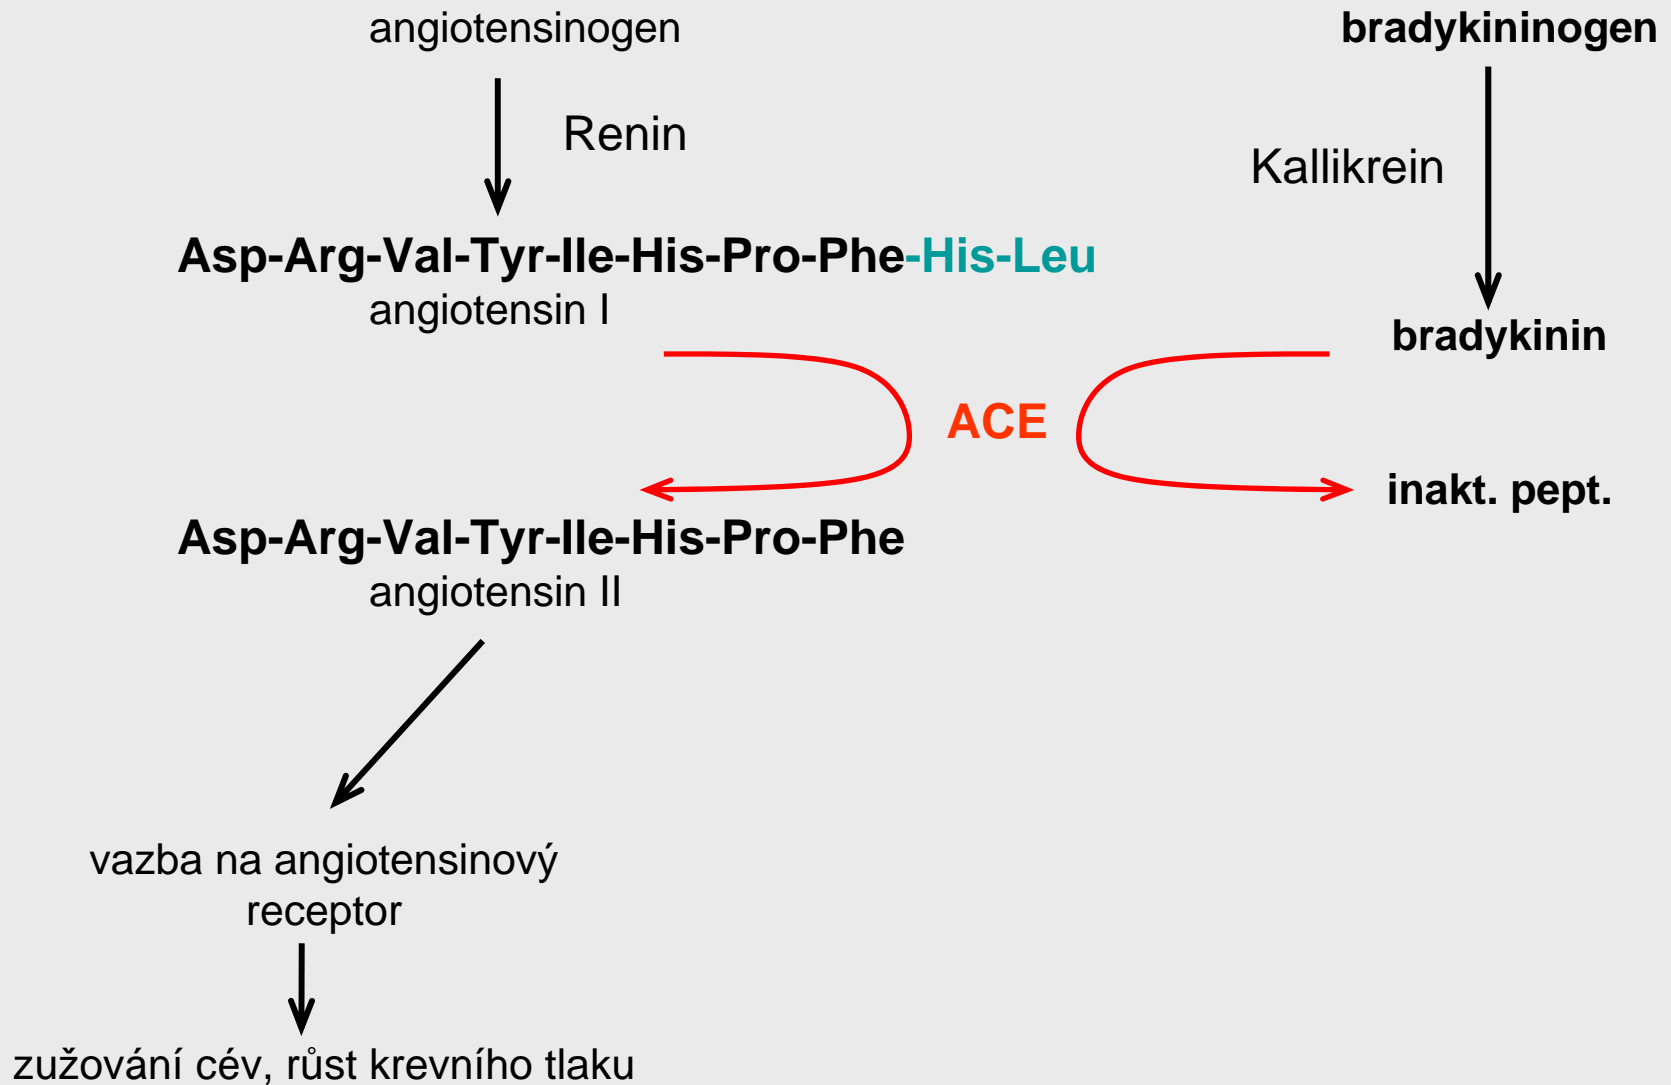 angiotensinogen
bradykininogen
Renin
Kallikrein
Asp-Arg-Val-Tyr-Ile-His-Pro-Phe-His-Leu
angiotensin I
bradykinin
ACE
inakt. pept.
Asp-Arg-Val-Tyr-Ile-His-Pro-Phe
angiotensin II
vazba na angiotensinový
receptor
zužování cév, růst krevního tlaku